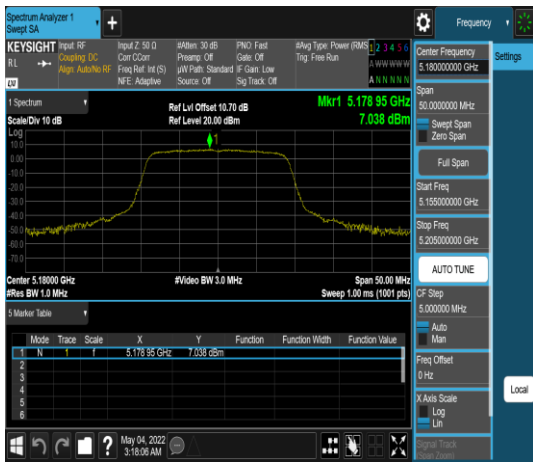 Spectrum Analyzer 1
Swept SA
+
Frequency
KEYSIGHT
RL
Input: RF
Coupling: DC
Align: Auto/No RF
Input Z: 50 Ω
Corr CCorr
Freq Ref: Int (S)
NFE: Adaptive
#Atten: 30 dB
Preamp: Off
µW Path: Standard
Source: Off
PNO: Fast
Gate: Off
IF Gain: Low
Sig Track: Off
#Avg Type: Power (RMS
Trig: Free Run
1 2 3 4 5 6
A W W W W W
A N N N N N
Center Frequency
5.180000000 GHz
Settings
Span
50.0000000 MHz
Swept Span
Zero Span
Full Span
Start Freq
5.155000000 GHz
Stop Freq
5.205000000 GHz
AUTO TUNE
CF Step
5.000000 MHz
Auto
Man
Freq Offset
0 Hz
X Axis Scale
Log
Lin
Signal Track
(Span Zoom)
Local
1 Spectrum
Scale/Div 10 dB
Ref Lvl Offset 10.70 dB
Ref Level 20.00 dBm
Mkr1 5.178 95 GHz
7.038 dBm
Log
1
10.0
0.00
-10.0
-20.0
-30.0
-40.0
-50.0
-60.0
-70.0
Center 5.18000 GHz
#Res BW 1.0 MHz
#Video BW 3.0 MHz
Span 50.00 MHz
Sweep 1.00 ms (1001 pts)
5 Marker Table
Mode Trace Scale X Y Function Function Width Function Value
1 N 1 f 5.178 95 GHz 7.038 dBm
2
3
4
5
6
?
May 04, 2022
3:18:06 AM